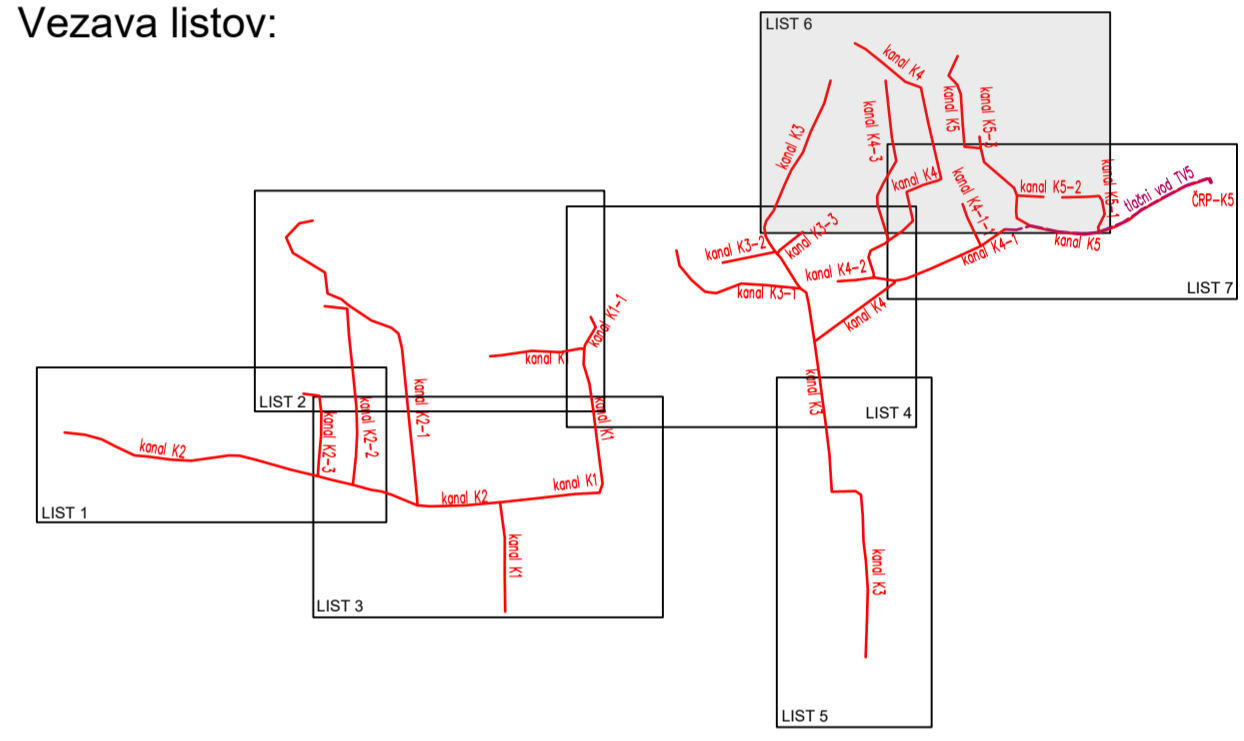 Vezava listov:
LIST 6
kanal K4
kanal K3
kanal K4-3
kanal K5
kanal K5-3
kanal K4
kanal K4-1-
kanal K5-2
kanal K5-1
tlačni vod TV5
ČRP-K5
kanal K3-2
kanal K3-3
kanal K4-1
kanal K5
kanal K4-2
kanal K3-1
LIST 7
kanal K4
kanal K1-1
kanal K
kanal K3
LIST 4
LIST 2
kanal K2-1
kanal K2-2
kanal K2-3
kanal K1
kanal K2
kanal K2
kanal K1
LIST 1
kanal K1
kanal K3
LIST 3
LIST 5